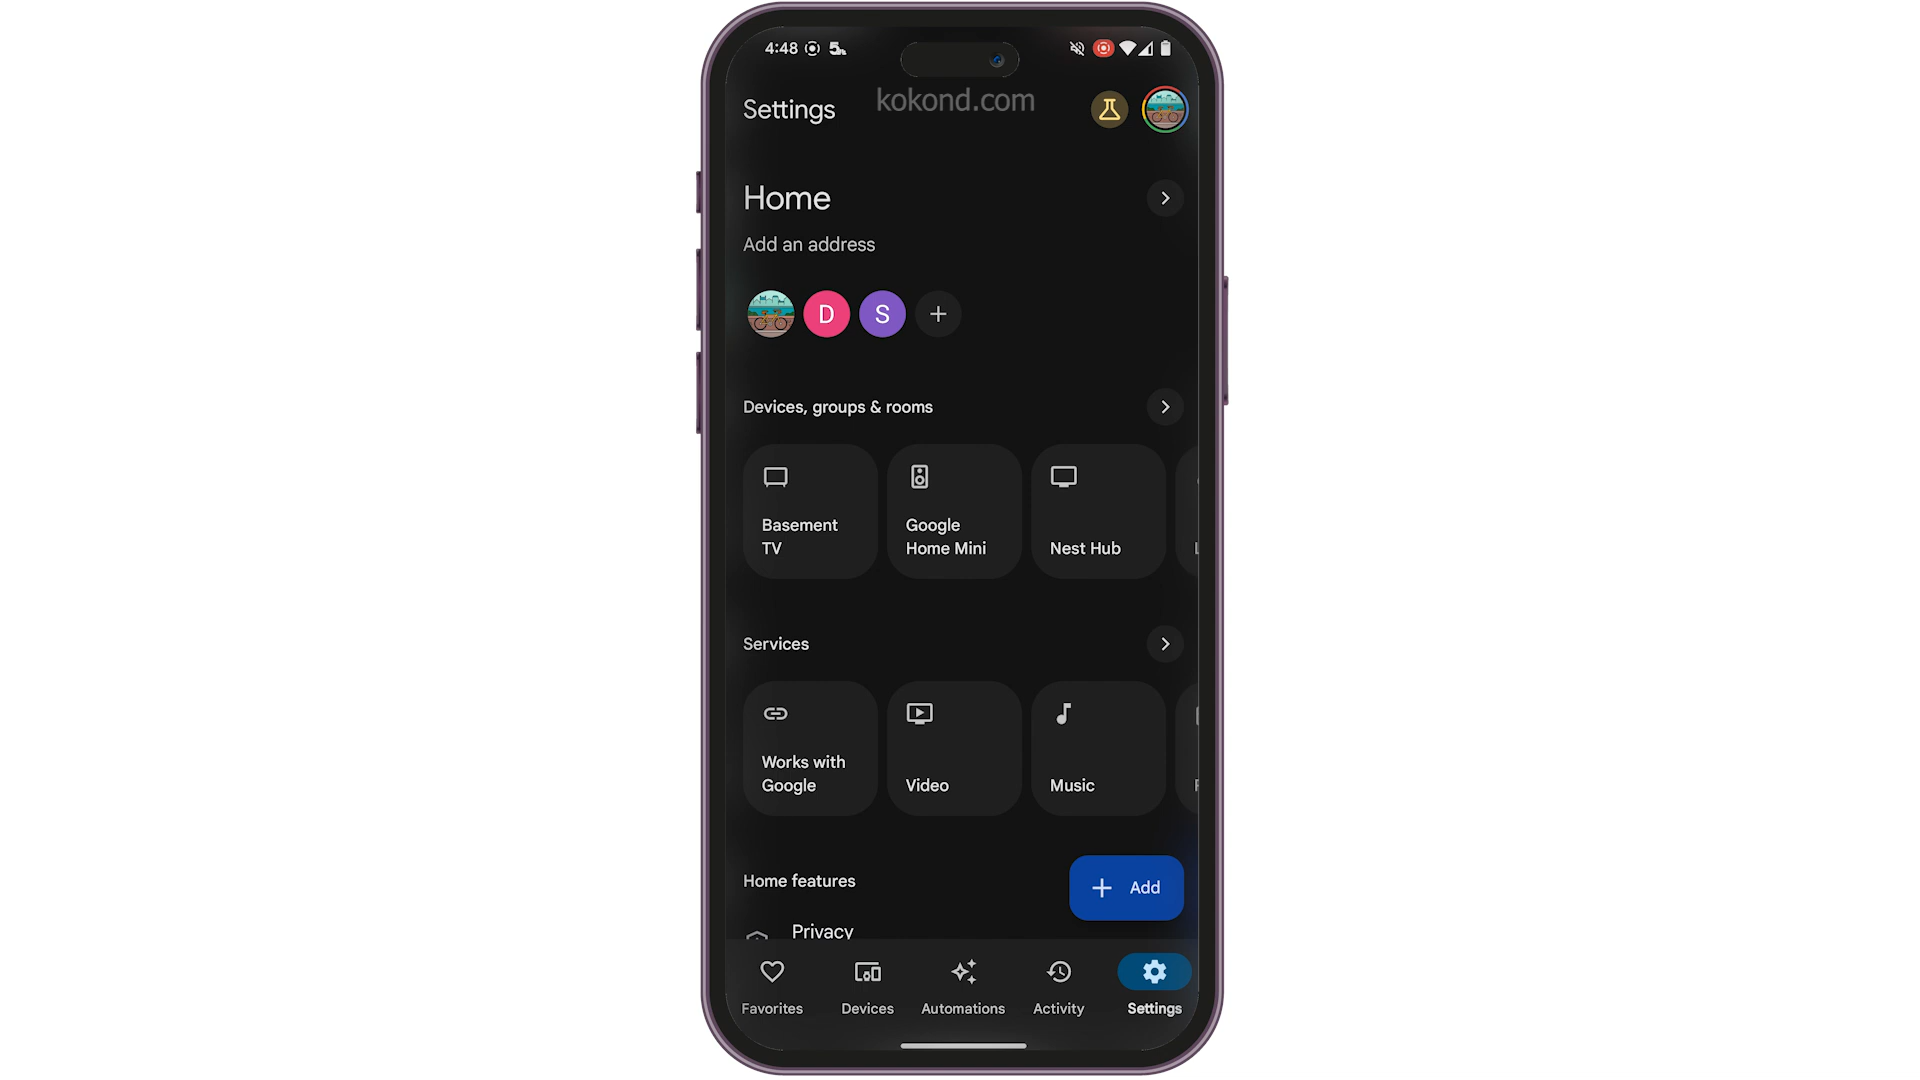 4:48
Settings
kokond.com
Home
Add an address
D S
Devices, groups & rooms
Basement
TV
Google
Home Mini
Nest Hub
Services
Works with
Google
Video
Music
Home features
Add
Privacy
Favorites Devices Automations Activity Settings